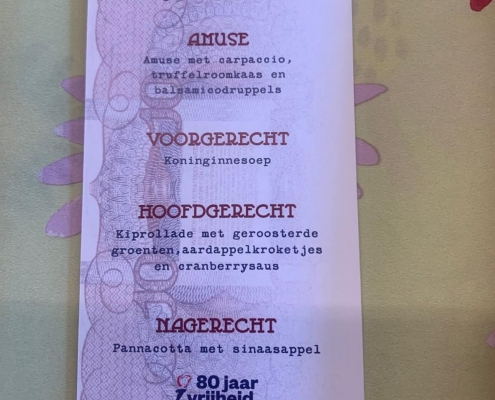 AMUSE
Amuse met carpaccio,
truffelroomkaas en
balsamicodruppels
VOORGERECHT
Koninginnesoep
HOOFDGERECHT
Kiprollade met geroosterde
groenten,aardappelkroketjes
en cranberrysaus
NAGERECHT
Pannacotta met sinaasappel
80 jaar
vrijheid